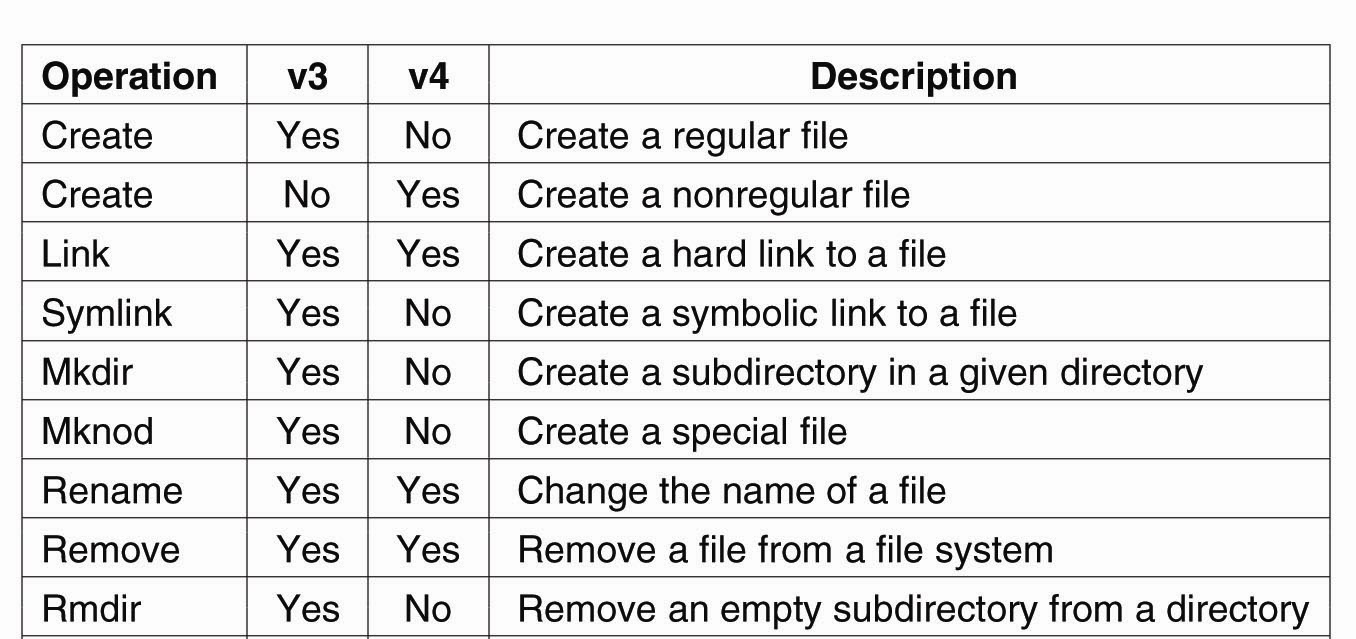 Operation v3 v4 Description
Create Yes No Create a regular file
Create No Yes Create a nonregular file
Link Yes Yes Create a hard link to a file
Symlink Yes No Create a symbolic link to a file
Mkdir Yes No Create a subdirectory in a given directory
Mknod Yes No Create a special file
Rename Yes Yes Change the name of a file
Remove Yes Yes Remove a file from a file system
Rmdir Yes No Remove an empty subdirectory from a directory